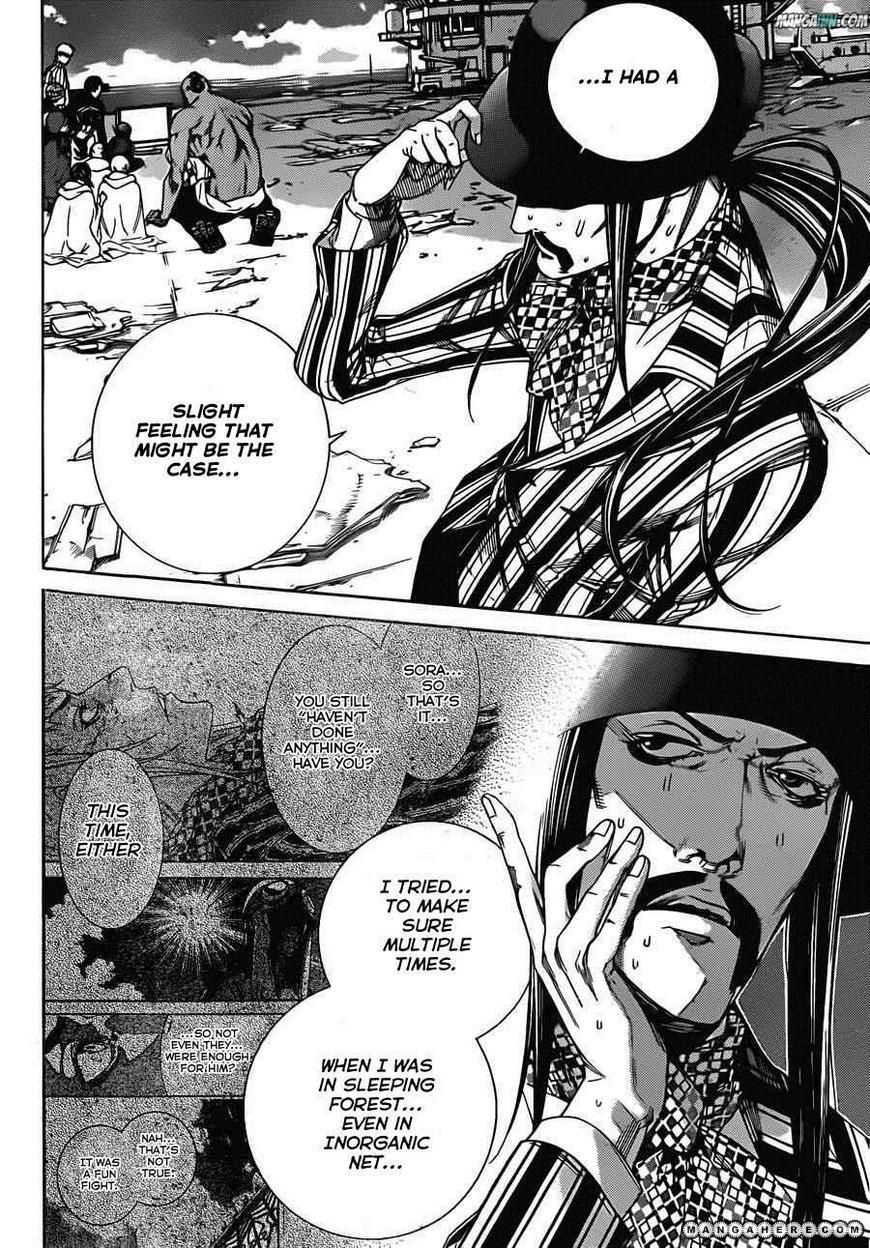 MANGAINN.COM
...I HAD A
SLIGHT
FEELING THAT
MIGHT BE THE
CASE...
SORA...
SO
THAT'S
IT...
YOU STILL
"HAVEN'T
DONE
ANYTHING"...
HAVE YOU?
THIS
TIME,
EITHER
I TRIED...
TO MAKE
SURE
MULTIPLE
TIMES.
...SO NOT
EVEN THEY...
WERE ENOUGH
FOR HIM?
WHEN I WAS
IN SLEEPING
FOREST...
EVEN IN
INORGANIC
NET...
NAH...
THAT'S
NOT
TRUE.
IT WAS
A FUN
FIGHT.
MANGAHERE.COM